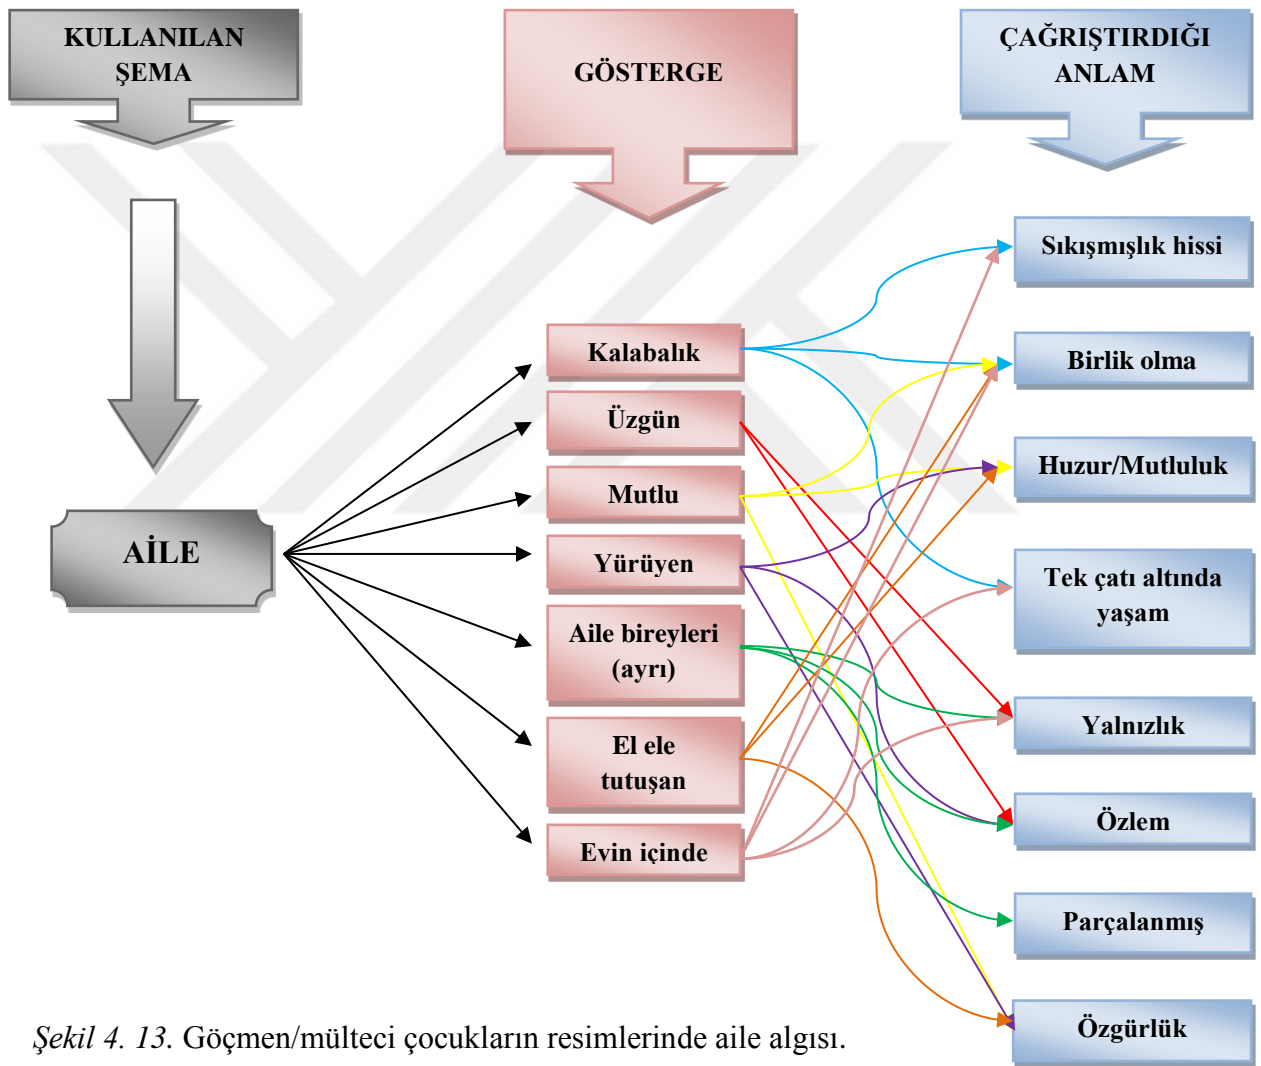 KULLANILAN
ŞEMA
GÖSTERGE
ÇAĞRIŞTIRDIĞI
ANLAM
AİLE
Kalabalık
Üzgün
Mutlu
Yürüyen
Aile bireyleri
(ayrı)
El ele
tutuşan
Evin içinde
Sıkışmışlık hissi
Birlik olma
Huzur/Mutluluk
Tek çatı altında
yaşam
Yalnızlık
Özlem
Parçalanmış
Özgürlük
Şekil 4. 13. Göçmen/mülteci çocukların resimlerinde aile algısı.